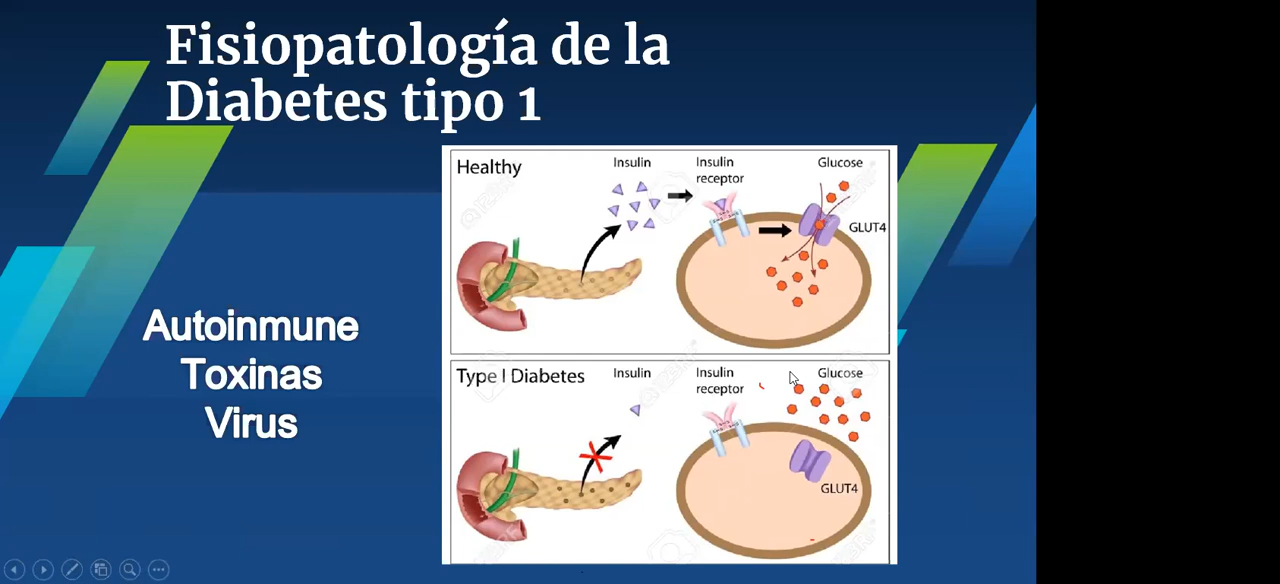 Fisiopatología de la
Diabetes tipo 1
Autoinmune
Toxinas
Virus
Healthy
Insulin
Insulin
receptor
Glucose
GLUT4
Type I Diabetes
Insulin
Insulin
receptor
Glucose
GLUT4